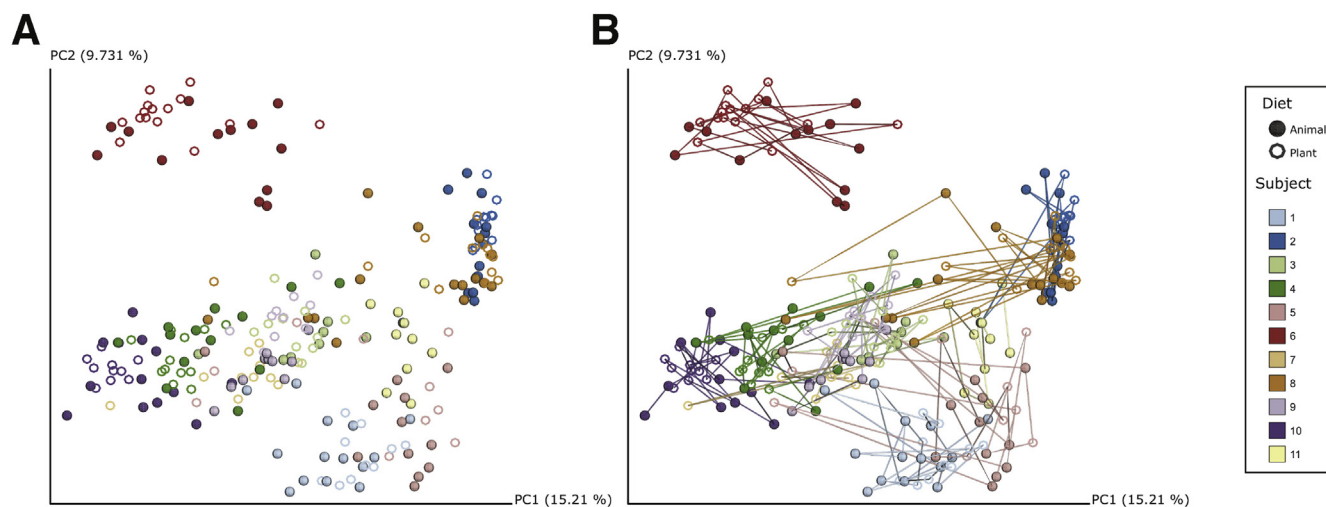 A
PC2 (9.731 %)
PC1 (15.21 %)
B
PC2 (9.731 %)
PC1 (15.21 %)
Diet
Animal
Plant
Subject
1
2
3
4
5
6
7
8
9
10
11